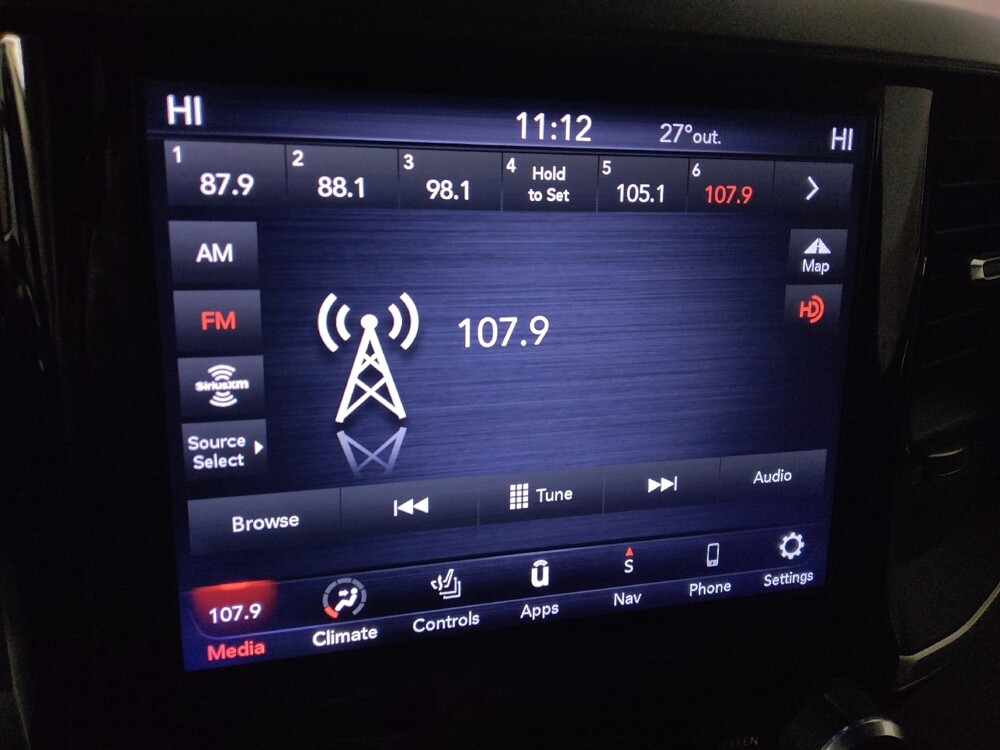 HI 11:12 27° out. HI
1 2 3 4 5 6
87.9 88.1 98.1 Hold to Set 105.1 107.9
AM
FM
SiriusXM
Source
Select
107.9
Map
HD
Browse Tune Audio
107.9 S
Media Climate Controls Apps Nav Phone Settings